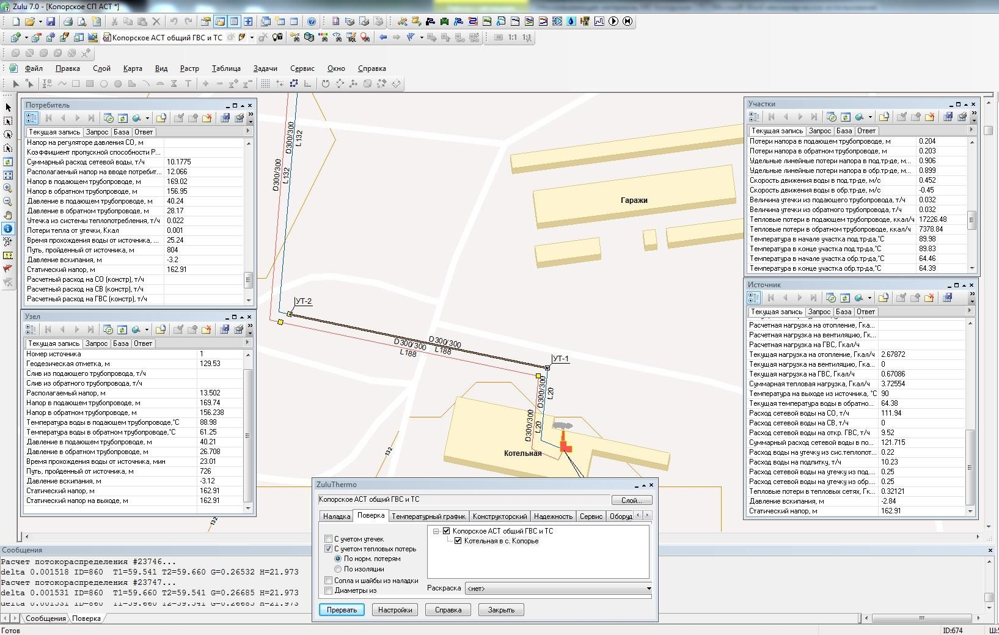 Zulu 7.0 - [Копорское СП АСТ *]
Копорское АСТ общий ГВС и ТС
SQL
1:1
Файл Правка Слой Карта Вид Растр Таблица Задачи Сервис Окно Справка
Потребитель
Текущая запись Запрос База Ответ
Напор на регуляторе давления СО, м
Коэффициент пропускной способности Р...
Суммарный расход сетевой воды, т/ч 10.1775
Располагаемый напор на вводе потребит... 12.066
Напор в подающем трубопроводе, м 169.02
Напор в обратном трубопроводе, м 156.95
Давление в подающем трубопроводе, м 40.24
Давление в обратном трубопроводе, м 28.17
Утечка из системы теплопотребления, т/ч 0.022
Потери тепла от утечки, Ккал 0.001
Время прохождения воды от источника, ... 25.24
Путь, пройденный от источника, м 804
Давление вскипания, м -3.2
Статический напор, м 162.91
Расчетный расход на СО (констр), т/ч
Расчетный расход на СВ (констр), т/ч
Расчетный расход на ГВС (констр), т/ч
Узел
Текущая запись Запрос База Ответ
Номер источника 1
Геодезическая отметка, м 129.53
Слив из подающего трубопровода, т/ч
Слив из обратного трубопровода, т/ч
Располагаемый напор, м 13.502
Напор в подающем трубопроводе, м 169.74
Напор в обратном трубопроводе, м 156.238
Температура воды в подающем трубопроводе,°C 88.98
Температура воды в обратном трубопроводе,°C 61.25
Давление в подающем трубопроводе, м 40.21
Давление в обратном трубопроводе, м 26.708
Время прохождения воды от источника, мин 23.01
Путь, пройденный от источника, м 726
Давление вскипания, м -3.12
Статический напор, м 162.91
Статический напор на выходе, м 162.91
D300/300
L132
D300/300
L132
Гаражи
УТ-2
D300/300
L188
D300/300
L188
УТ-1
D300/300
L20
D300/300
L20
Котельная
132
132
Участки
Текущая запись Запрос База Ответ
Потери напора в подающем трубопроводе, м 0.204
Потери напора в обратном трубопроводе, м 0.203
Удельные линейные потери напора в под.тр-де, м... 0.906
Удельные линейные потери напора в обр.тр-де, м... 0.899
Скорость движения воды в под.тр-де, м/с 0.452
Скорость движения воды в обр.тр-де, м/с -0.45
Величина утечки из подающего трубопровода, т/ч 0.032
Величина утечки из обратного трубопровода, т/ч 0.032
Тепловые потери в подающем трубопроводе, ккал/ч 17226.48
Тепловые потери в обратном трубопроводе, ккал/ч 7378.84
Температура в начале участка под.тр-да,°C 89.98
Температура в конце участка под.тр-да,°C 89.83
Температура в начале участка обр.тр-да,°C 64.46
Температура в конце участка обр.тр-да,°C 64.39
Источник
Текущая запись Запрос База Ответ
Расчетная нагрузка на отопление, Гка...
Расчетная нагрузка на вентиляцию, Гк...
Расчетная нагрузка на ГВС, Гкал/ч
Текущая нагрузка на отопление, Гкал/ч 2.67872
Текущая нагрузка на вентиляцию, Гка... 0
Текущая нагрузка на ГВС, Гкал/ч 0.67086
Суммарная тепловая нагрузка, Гкал/ч 3.72554
Температура на выходе из источника, °C 90
Текущая температура воды в обратно... 64.38
Расход сетевой воды на СО, т/ч 111.94
Расход сетевой воды на СВ, т/ч 0
Расход сетевой воды на откр. ГВС, т/ч 9.52
Суммарный расход сетевой воды в по... 121.715
Расход воды на утечку из сис.теплопот... 0.22
Расход воды на подпитку, т/ч 10.23
Расход сетевой воды на утечку из под.... 0.25
Расход сетевой воды на утечку из обр.... 0.25
Тепловые потери в тепловых сетях, Гк... 0.32121
Давление вскипания, м -2.84
Статический напор, м 162.91
ZuluThermo
Копорское АСТ общий ГВС и ТС Слой...
Наладка Поверка Температурный график Конструкторский Надежность Сервис Оборуд
С учетом утечек
С учетом тепловых потерь
По норм. потерям
По изоляции
Сопла и шайбы из наладки
Диаметры из
Копорское АСТ общий ГВС и ТС
Котельная в с. Копорье
Раскраска <нет>
Прервать Настройки Справка Закрыть
Сообщения
Расчет потокораспределения #23746...
delta 0.001518 ID=860 T1=59.541 T2=59.660 G=0.26532 H=21.973
Расчет потокораспределения #23747...
delta 0.001531 ID=860 T1=59.660 T2=59.541 G=0.26685 H=21.973
delta 0.001531 ID=860 T1=59.660 T2=59.541 G=0.26685 H=21.973
Сообщения Поверка
Готов ID:674